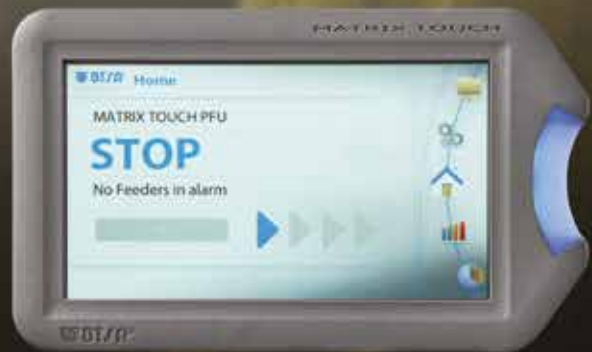 MATRIX TOUCH
BTSR Home
MATRIX TOUCH PFU
STOP
No Feeders in alarm
BTSR